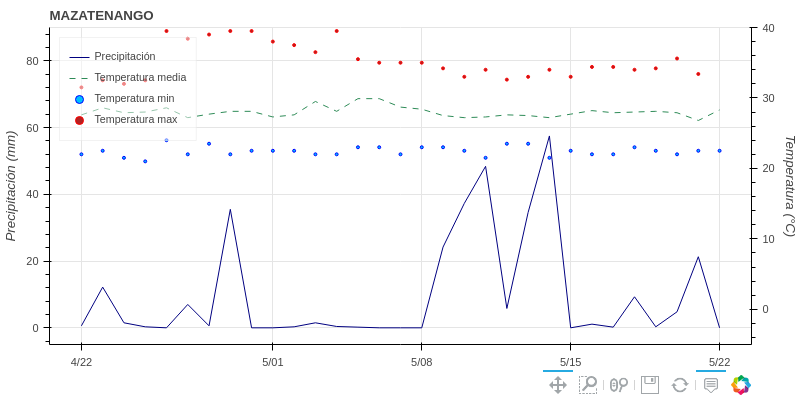 MAZATENANGO
Precipitación
Temperatura media
Temperatura min
Temperatura max
Precipitación (mm)
80
60
40
20
0
Temperatura (°C)
40
30
20
10
0
4/22
5/01
5/08
5/15
5/22